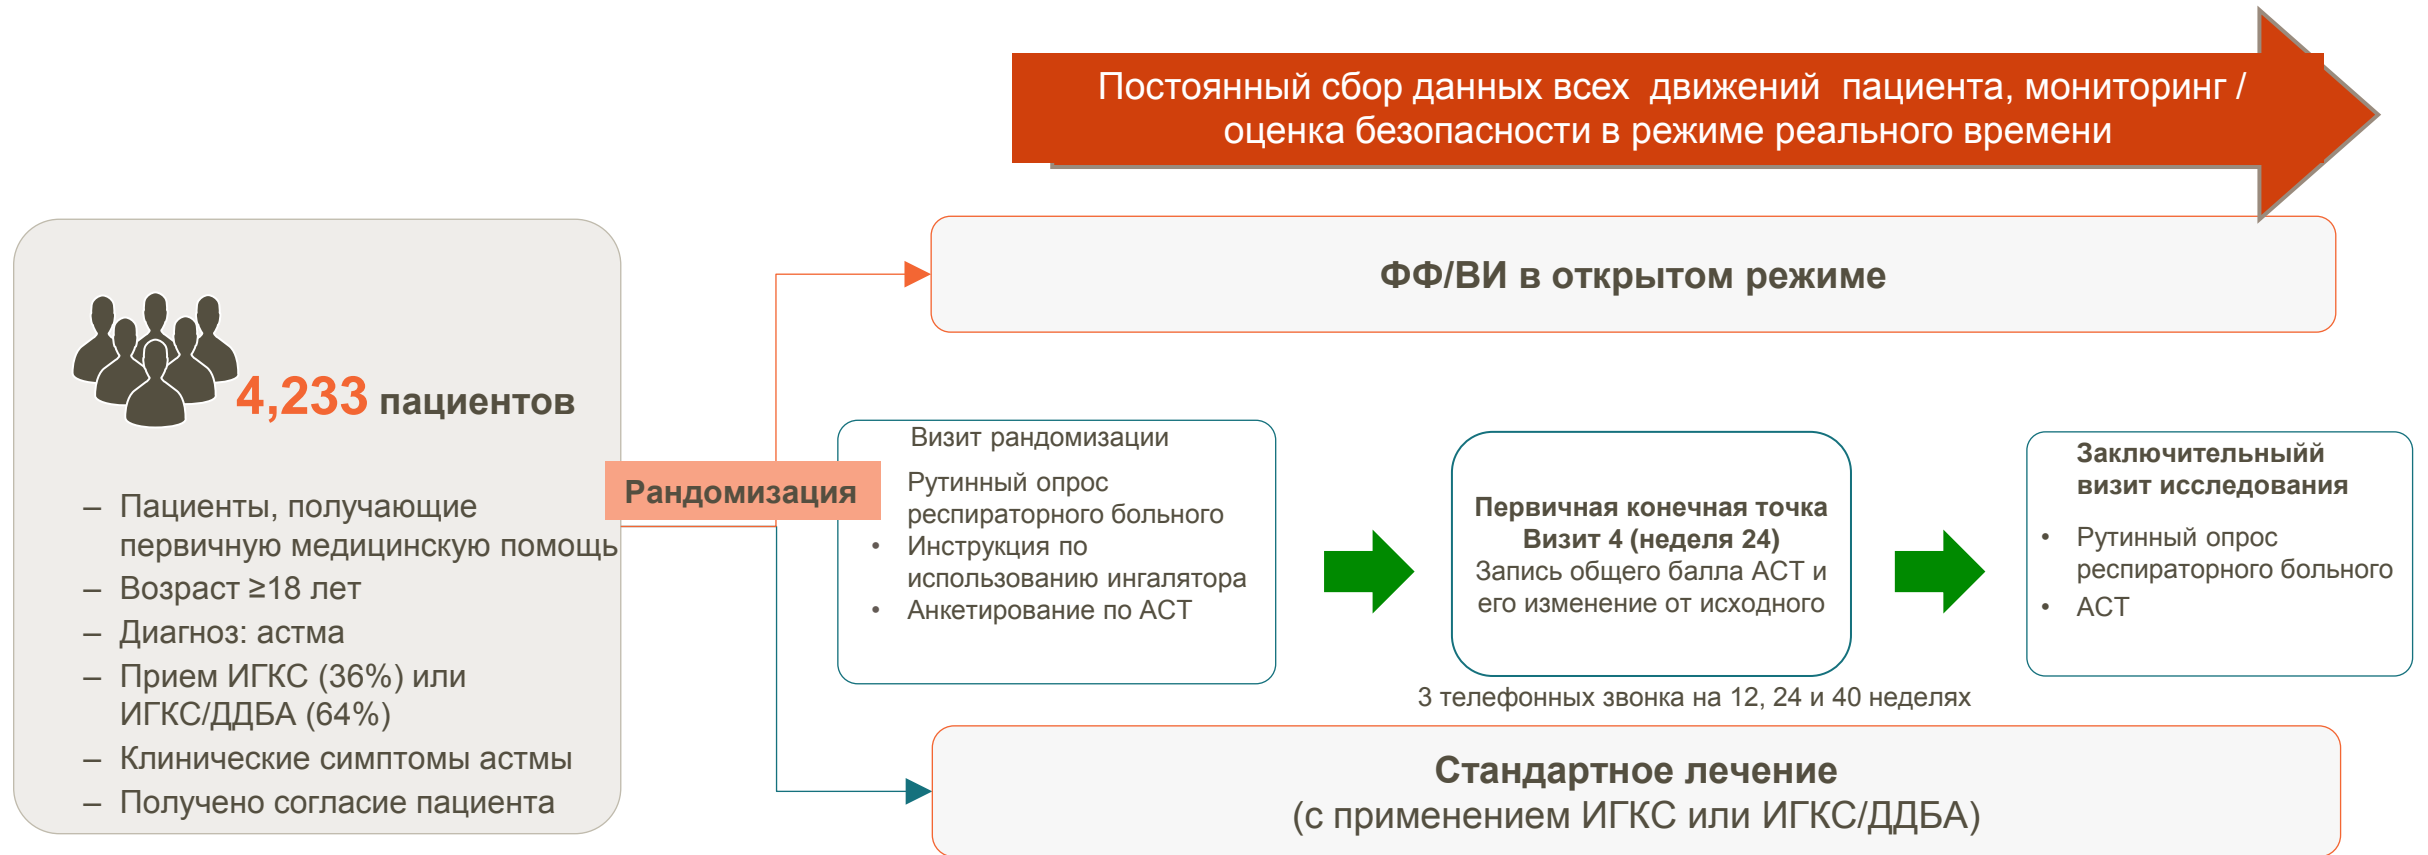 Постоянный сбор данных всех движений пациента, мониторинг /
оценка безопасности в режиме реального времени
ФФ/ВИ в открытом режиме
4,233 пациентов
– Пациенты, получающие
первичную медицинскую помощь
– Возраст ≥18 лет
– Диагноз: астма
– Прием ИГКС (36%) или
ИГКС/ДДБА (64%)
– Клинические симптомы астмы
– Получено согласие пациента
Рандомизация
Визит рандомизации
Рутинный опрос
респираторного больного
• Инструкция по
использованию ингалятора
• Анкетирование по АСТ
Первичная конечная точка
Визит 4 (неделя 24)
Запись общего балла АСТ и
его изменение от исходного
Заключительныйй
визит исследования
• Рутинный опрос
респираторного больного
• АСТ
3 телефонных звонка на 12, 24 и 40 неделях
Стандартное лечение
(с применением ИГКС или ИГКС/ДДБА)